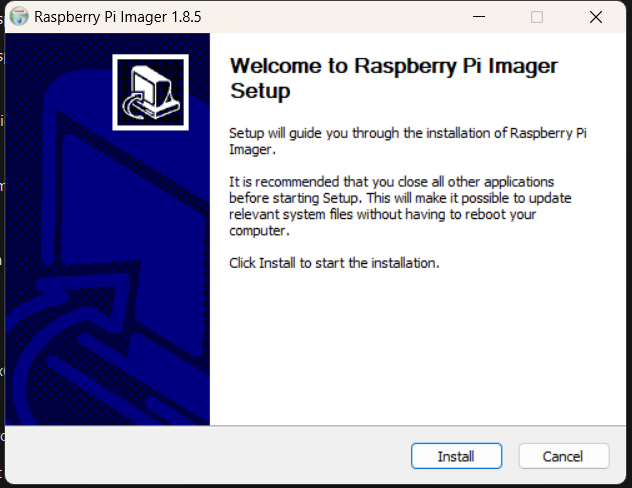 Raspberry Pi Imager 1.8.5
Welcome to Raspberry Pi Imager
Setup
Setup will guide you through the installation of Raspberry Pi
Imager.
It is recommended that you close all other applications
before starting Setup. This will make it possible to update
relevant system files without having to reboot your
computer.
Click Install to start the installation.
Install
Cancel